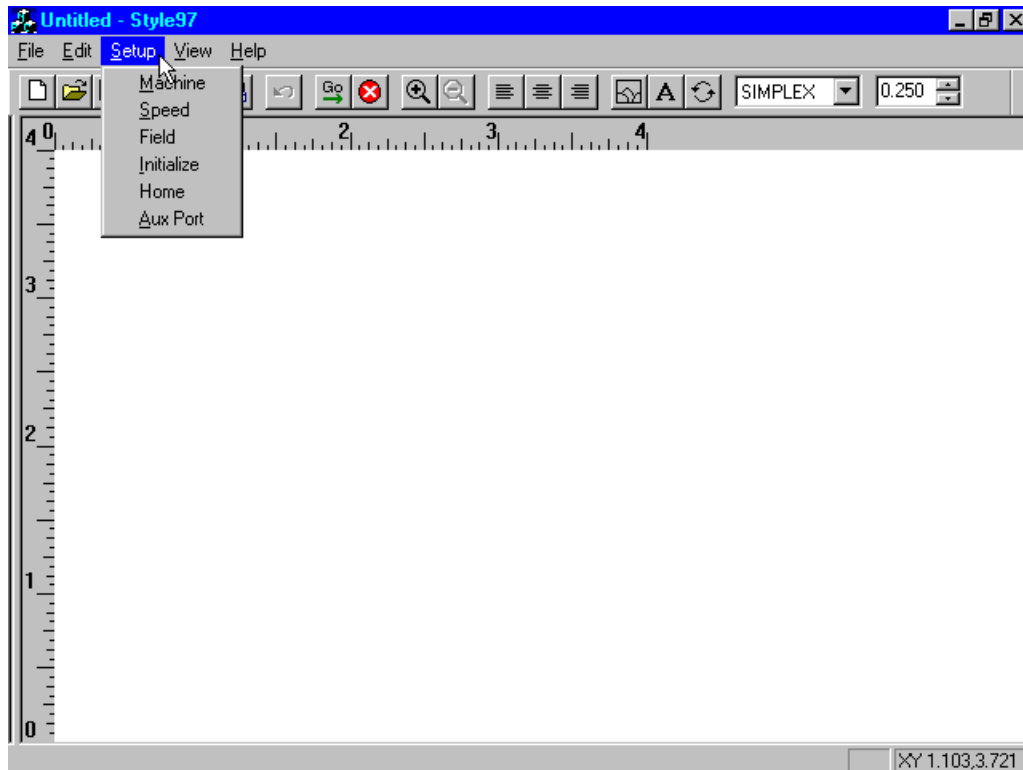 Untitled - Style97
File Edit Setup View Help
Machine
Speed
Field
Initialize
Home
Aux Port
Go
A
SIMPLEX
0.250
4 0 2 3 4
3
2
1
0
XY 1.103,3.721